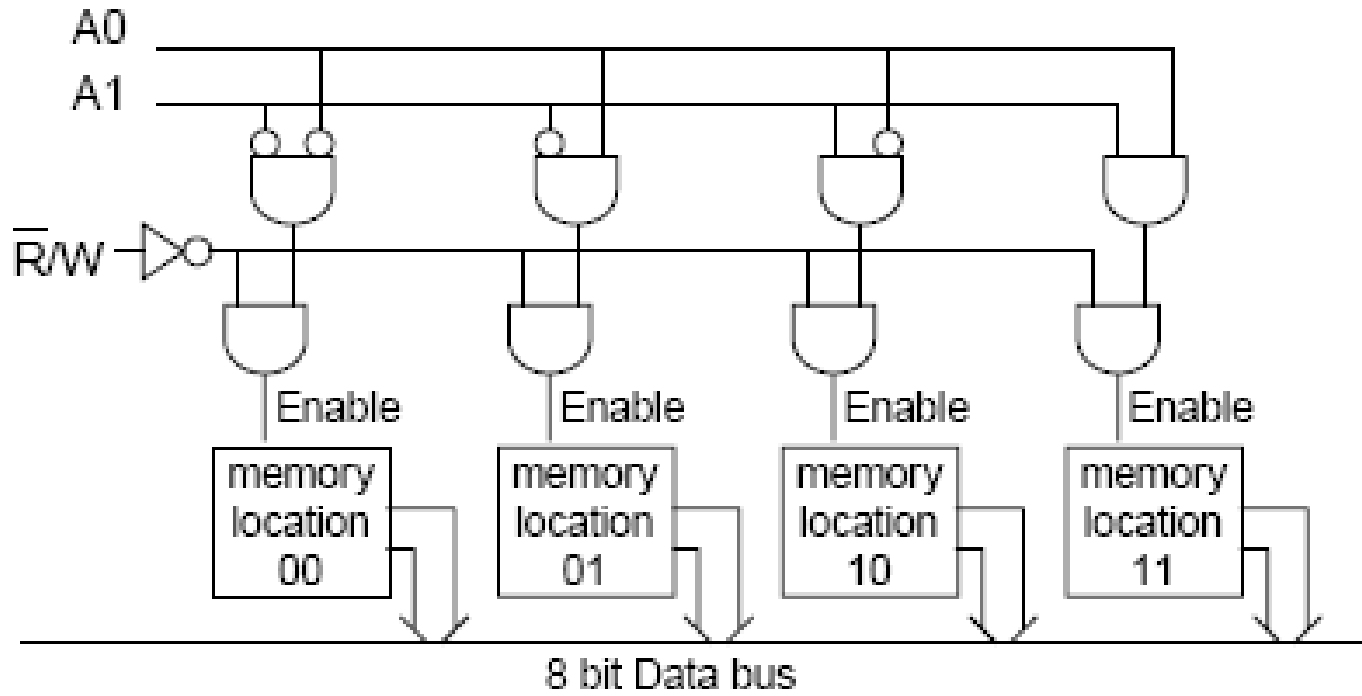 A0
A1
R̅/W
Enable
Enable
Enable
Enable
memory
location
00
memory
location
01
memory
location
10
memory
location
11
8 bit Data bus